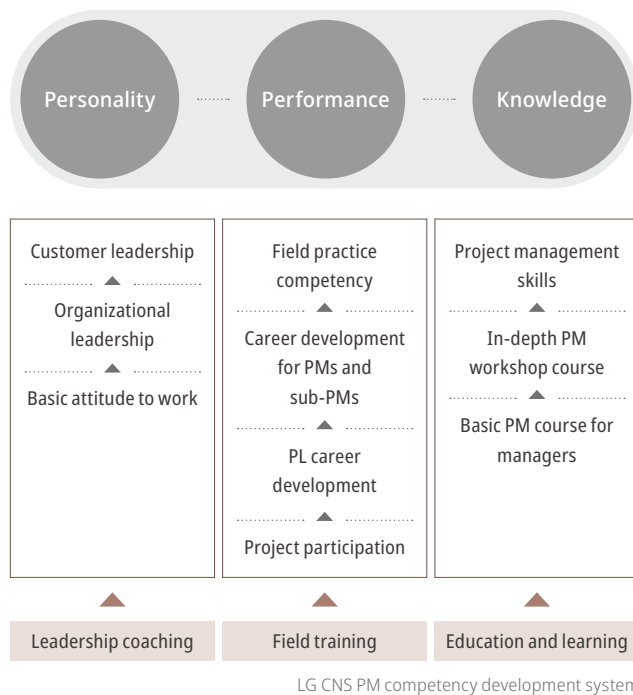 Personality
Performance
Knowledge
Customer leadership
Organizational
leadership
Basic attitude to work
Field practice
competency
Career development
for PMs and
sub-PMs
PL career
development
Project participation
Project management
skills
In-depth PM
workshop course
Basic PM course for
managers
Leadership coaching
Field training
Education and learning
LG CNS PM competency development system